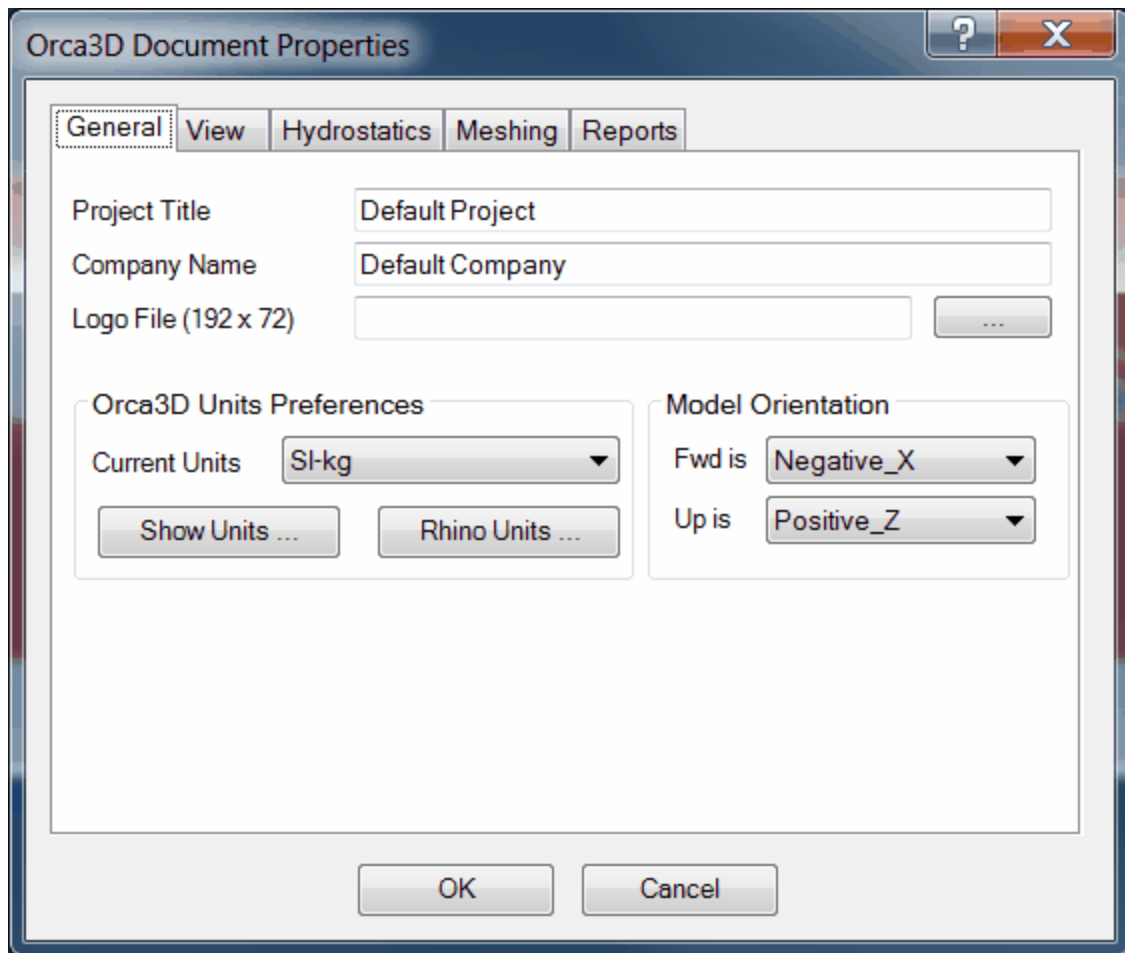 Orca3D Document Properties
?
X
General View Hydrostatics Meshing Reports
Project Title Default Project
Company Name Default Company
Logo File (192 x 72) ...
Orca3D Units Preferences Model Orientation
Current Units SI-kg Fwd is Negative_X
Show Units ... Rhino Units ... Up is Positive_Z
OK Cancel